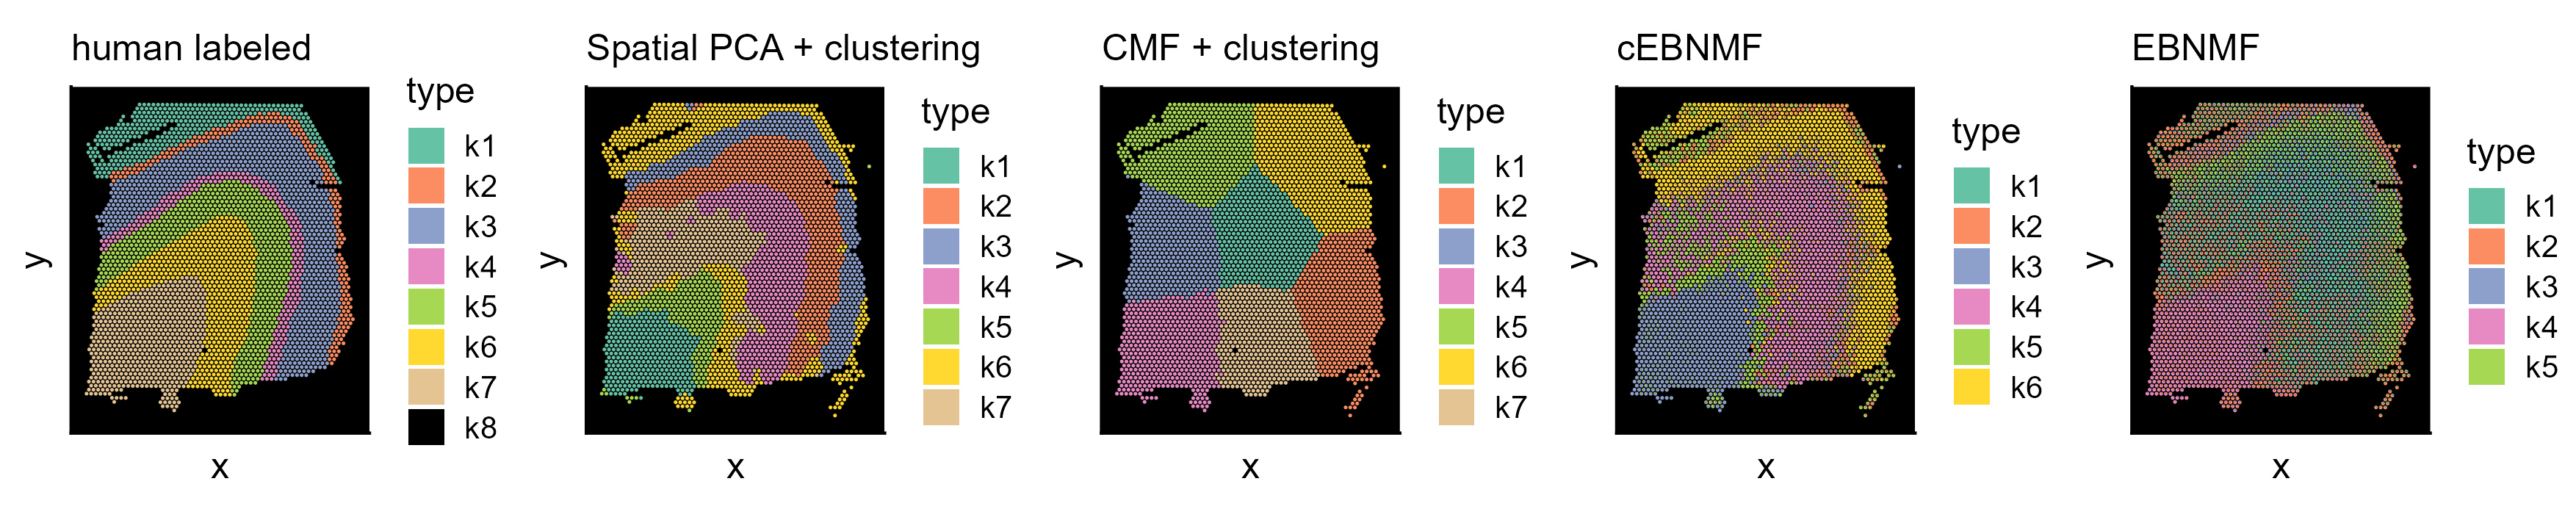 human labeled
type
k1
k2
k3
k4
k5
k6
k7
k8
y
x
Spatial PCA + clustering
type
k1
k2
k3
k4
k5
k6
k7
y
x
CMF + clustering
type
k1
k2
k3
k4
k5
k6
k7
y
x
cEBNMF
type
k1
k2
k3
k4
k5
k6
y
x
EBNMF
type
k1
k2
k3
k4
k5
y
x